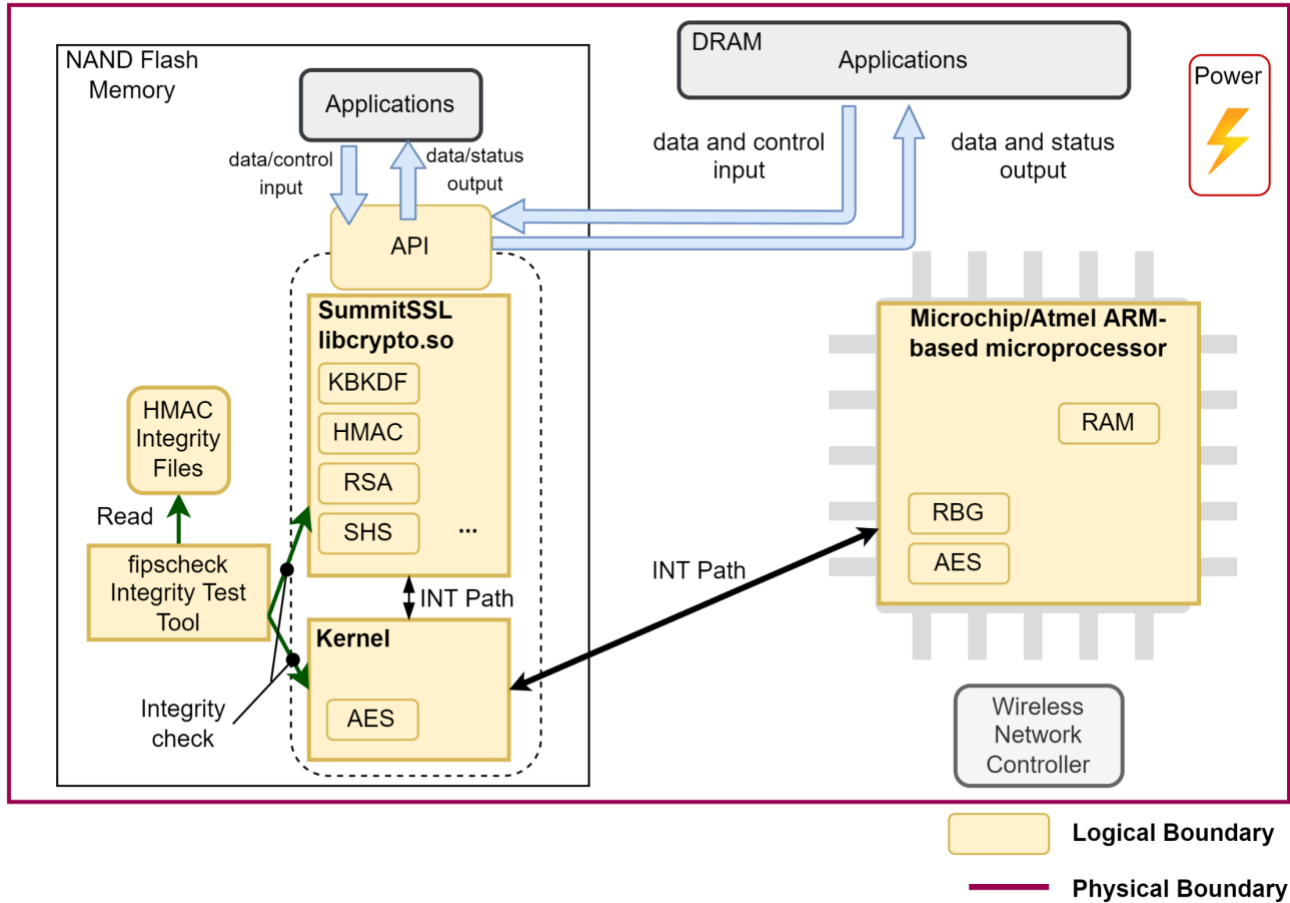 NAND Flash
Memory
Applications
data/control
input
data/status
output
API
DRAM
Applications
data and control
input
data and status
output
Power
SummitSSL
libcrypto.so
KBKDF
HMAC
RSA
SHS
...
HMAC
Integrity
Files
Read
fipscheck
Integrity Test
Tool
Integrity
check
INT Path
Kernel
AES
INT Path
Microchip/Atmel ARM-
based microprocessor
RAM
RBG
AES
Wireless
Network
Controller
Logical Boundary
Physical Boundary